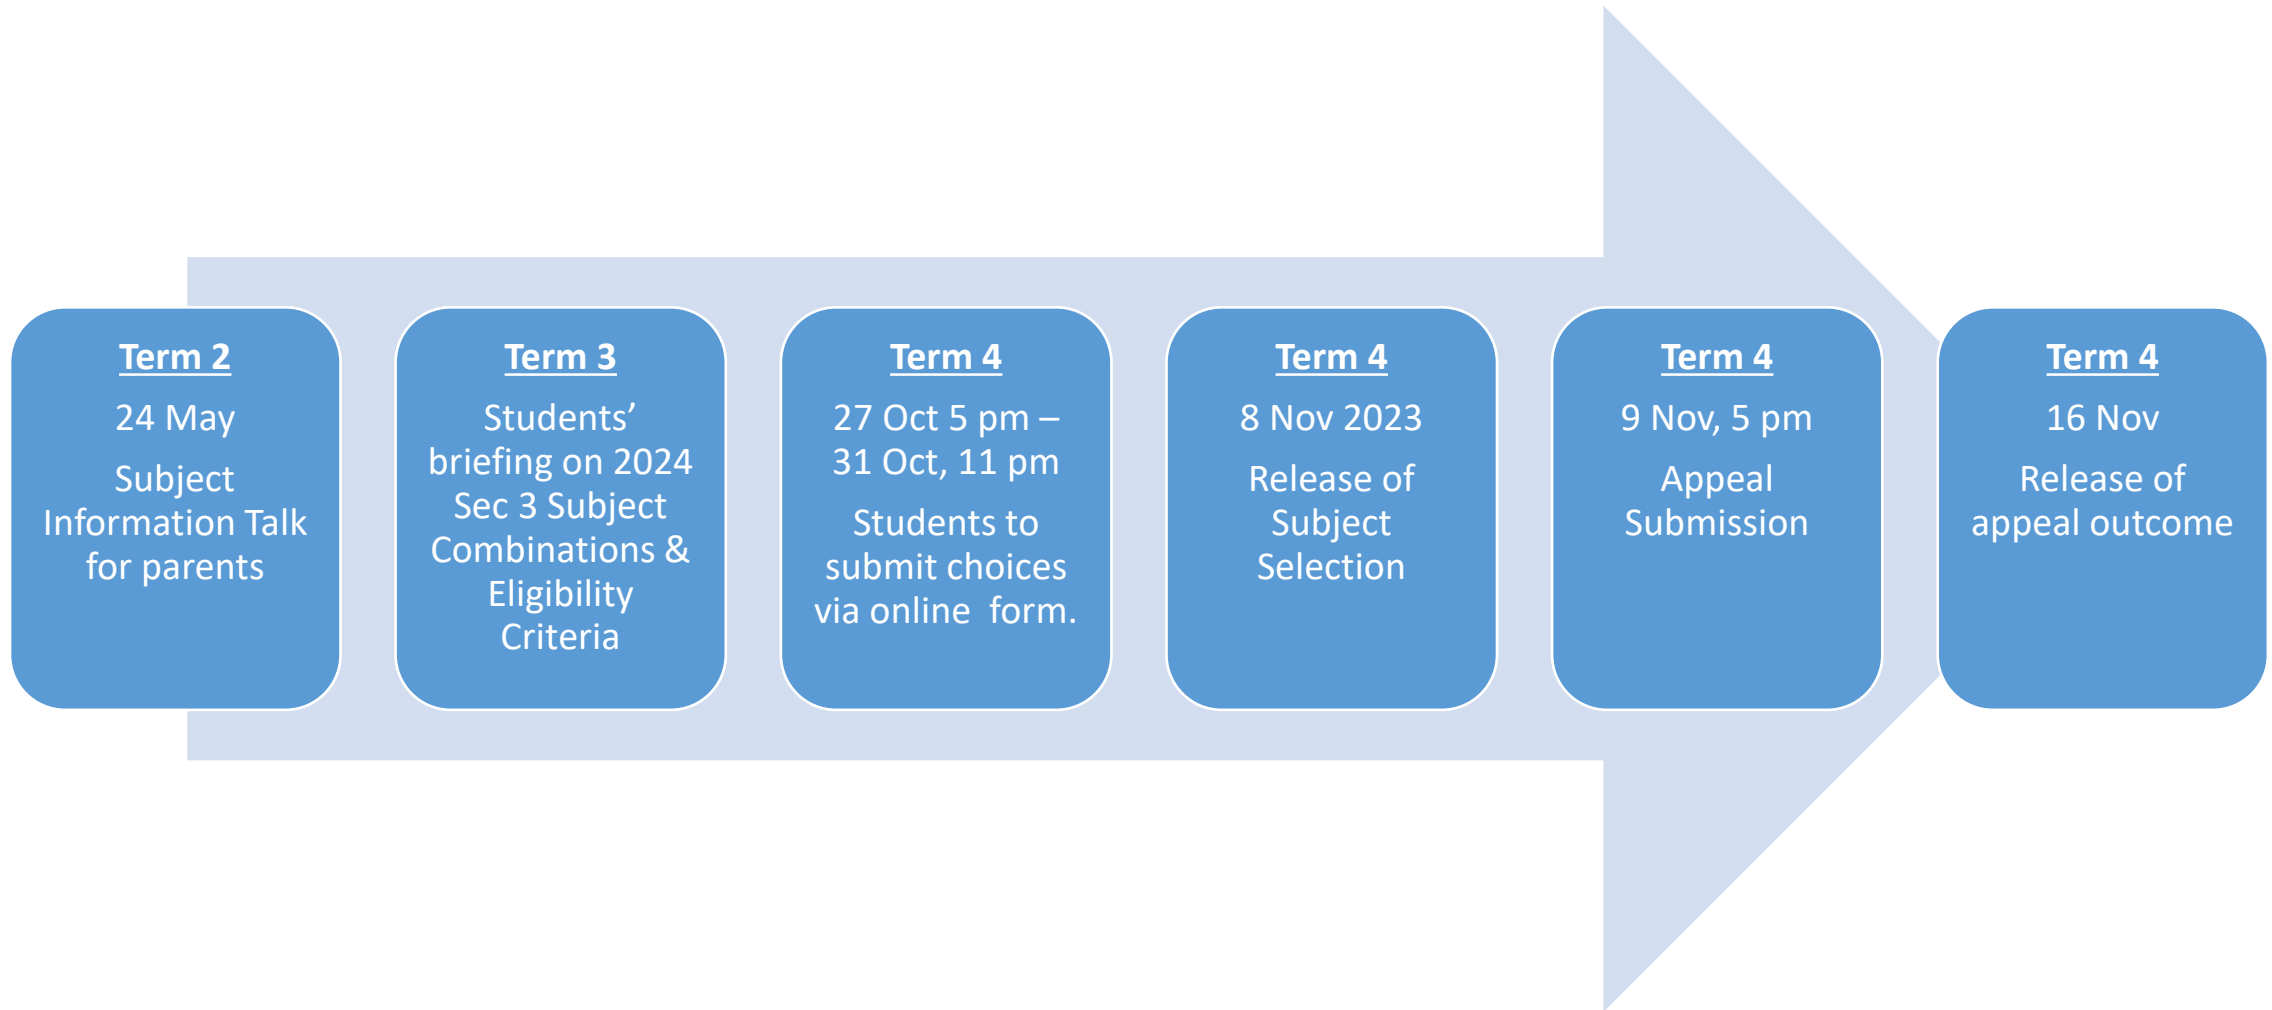 Term 2
24 May
Subject
Information Talk
for parents
Term 3
Students’
briefing on 2024
Sec 3 Subject
Combinations &
Eligibility
Criteria
Term 4
27 Oct 5 pm –
31 Oct, 11 pm
Students to
submit choices
via online  form.
Term 4
8 Nov 2023
Release of
Subject
Selection
Term 4
9 Nov, 5 pm
Appeal
Submission
Term 4
16 Nov
Release of
appeal outcome